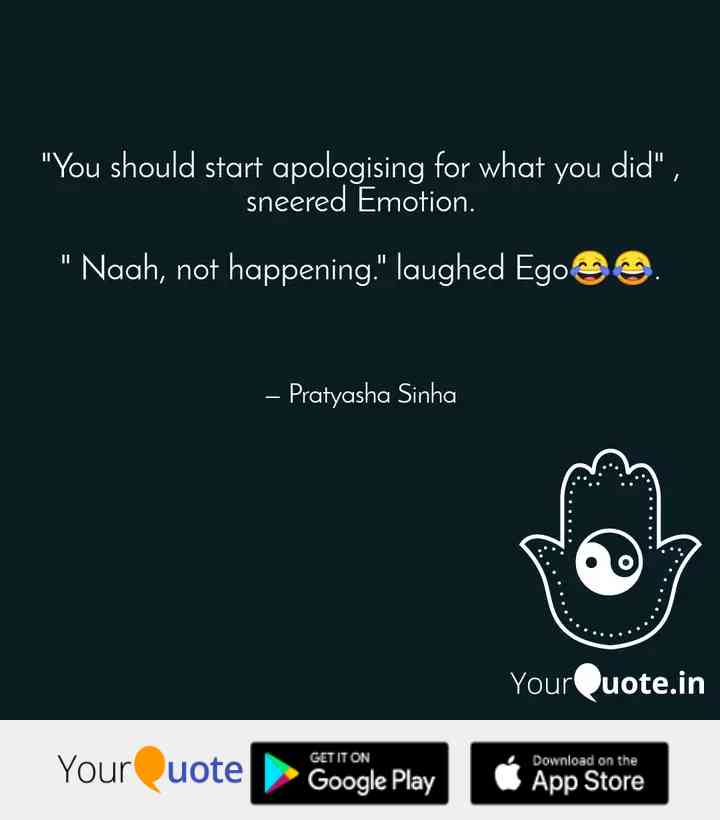 "You should start apologising for what you did" ,
sneered Emotion.
" Naah, not happening." laughed Ego😂😂.
– Pratyasha Sinha
YourQuote.in
YourQuote
GET IT ON
Google Play
Download on the
App Store